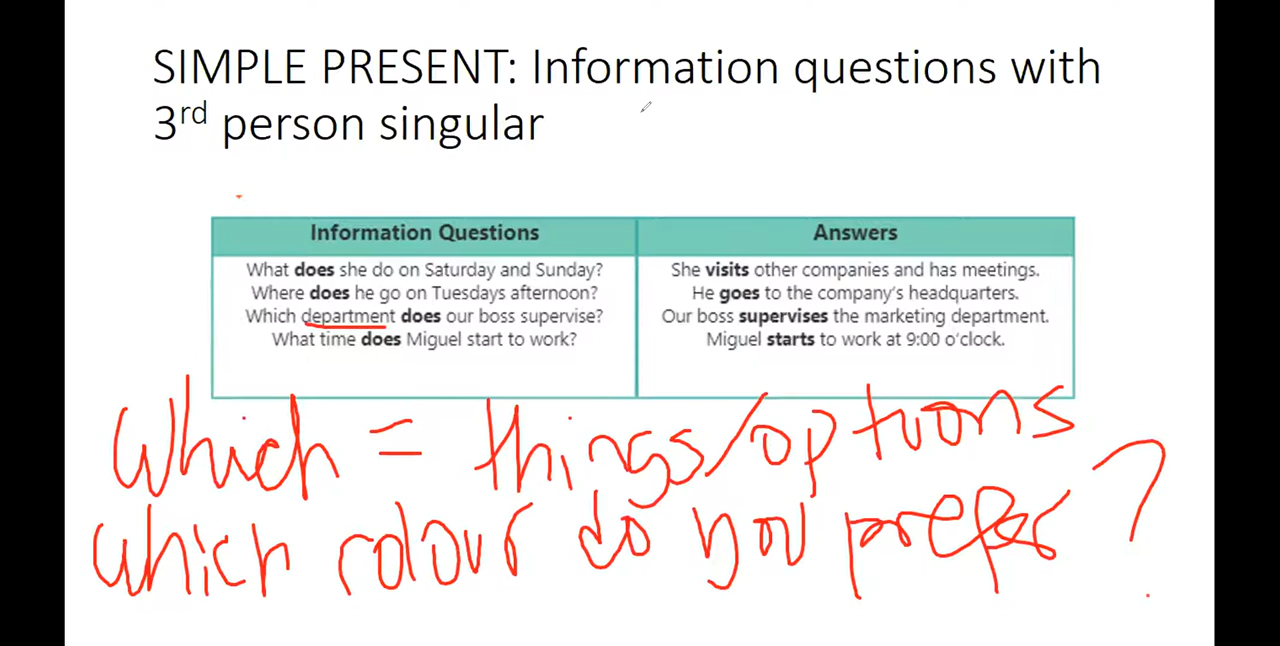 SIMPLE PRESENT: Information questions with
3rd person singular
Information Questions
What does she do on Saturday and Sunday?
Where does he go on Tuesdays afternoon?
Which department does our boss supervise?
What time does Miguel start to work?
Answers
She visits other companies and has meetings.
He goes to the company's headquarters.
Our boss supervises the marketing department.
Miguel starts to work at 9:00 o'clock.
Which = things/options
which colour do you prefer ?